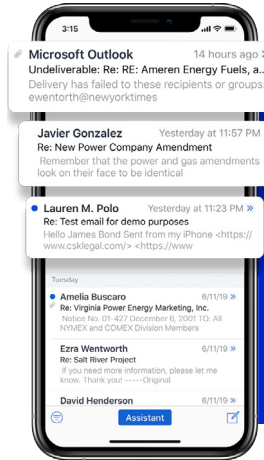 3:15
Microsoft Outlook 14 hours ago
Undeliverable: Re: RE: Ameren Energy Fuels, a...
Delivery has failed to these recipients or groups:
ewentorth@newyorktimes
Javier Gonzalez Yesterday at 11:57 PM
Re: New Power Company Amendment
Remember that the power and gas amendments
look on their face to be identical
Lauren M. Polo Yesterday at 11:23 PM »
Re: Test email for demo purposes
Hello James Bond Sent from my iPhone <https://
www.csklegal.com/> <https://www
Tuesday
Amelia Buscaro 6/11/19 »
Re: Virginia Power Energy Marketing, Inc.
Notice No. 01-427 December 6, 2001 TO: All
NYMEX and COMEX Division Members
Ezra Wentworth 6/11/19 »
Re: Salt River Project
If you need more information, please let me
know. Thank you! -----Original
David Henderson 6/11/19 »
Assistant